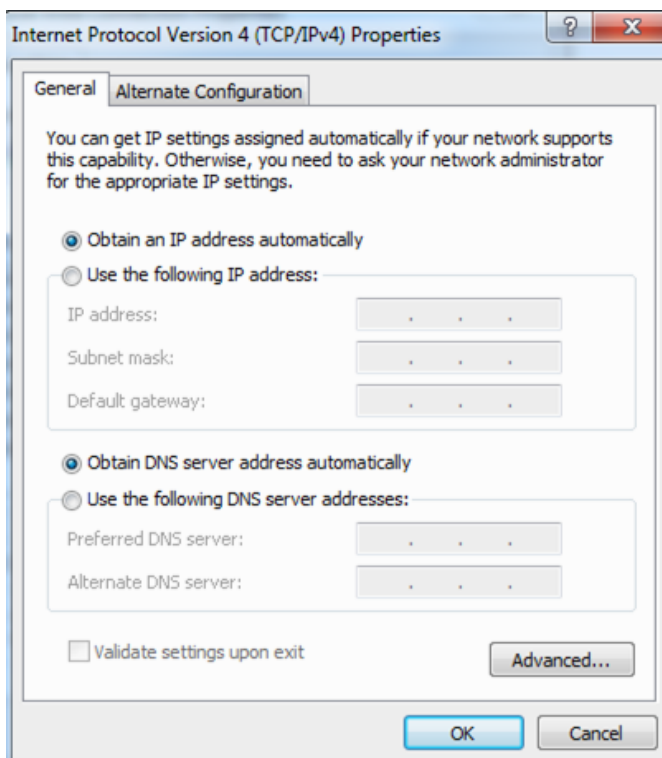 Internet Protocol Version 4 (TCP/IPv4) Properties
? X
General Alternate Configuration
You can get IP settings assigned automatically if your network supports
this capability. Otherwise, you need to ask your network administrator
for the appropriate IP settings.
Obtain an IP address automatically
Use the following IP address:
IP address: . . .
Subnet mask: . . .
Default gateway: . . .
Obtain DNS server address automatically
Use the following DNS server addresses:
Preferred DNS server: . . .
Alternate DNS server: . . .
Validate settings upon exit
Advanced...
OK Cancel